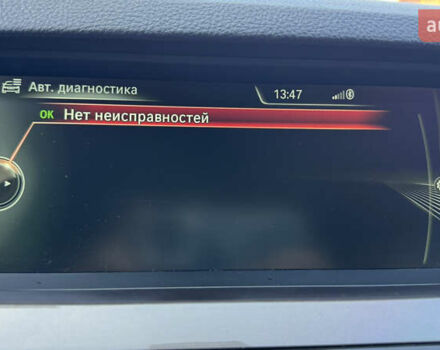 Авт. диагностика 13:47
OK Нет неисправностей